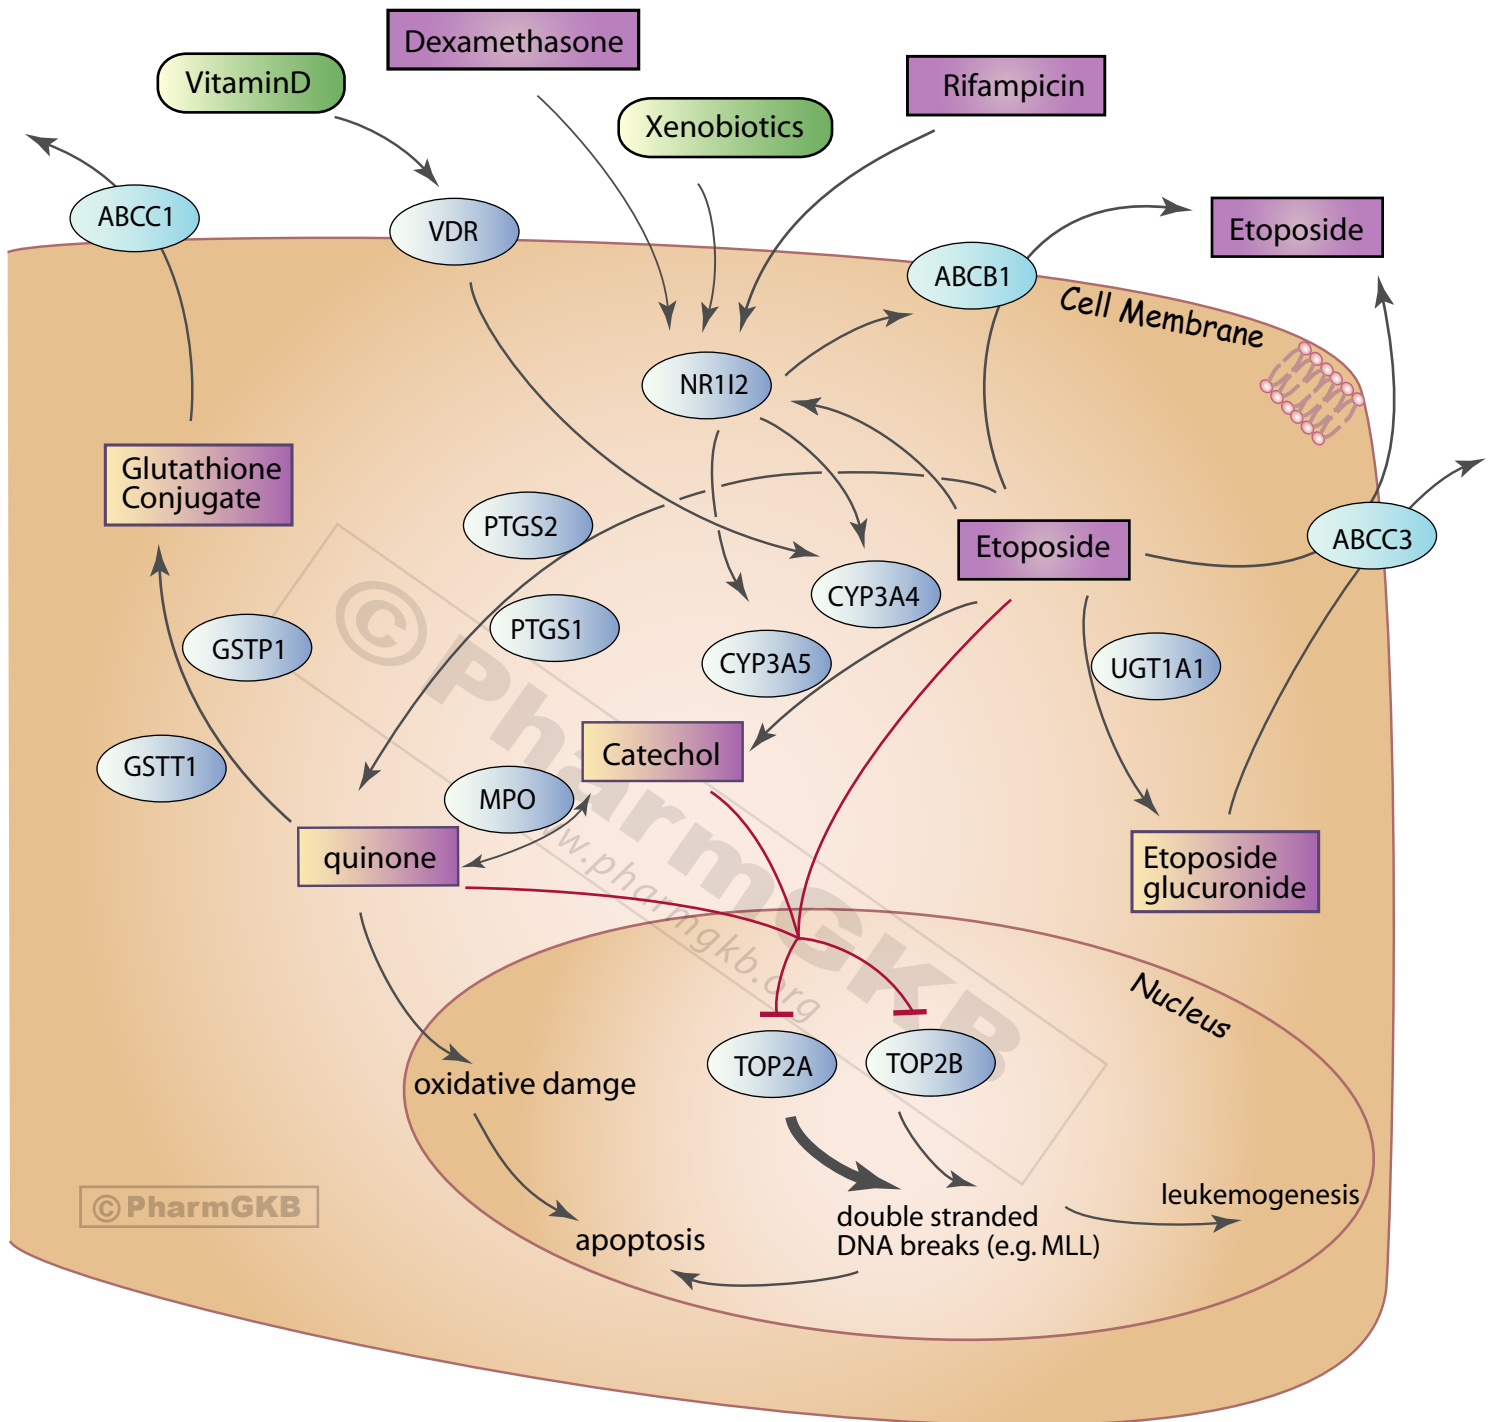 Dexamethasone
VitaminD
Rifampicin
Xenobiotics
ABCC1
VDR
Etoposide
ABCB1
Cell Membrane
NR1I2
Glutathione
Conjugate
PTGS2
Etoposide
ABCC3
CYP3A4
PTGS1
GSTP1
CYP3A5
UGT1A1
Catechol
GSTT1
MPO
quinone
Etoposide
glucuronide
© PharmGKB
www.pharmgkb.org
Nucleus
TOP2A
TOP2B
oxidative damge
leukemogenesis
© PharmGKB
double stranded
DNA breaks (e.g. MLL)
apoptosis